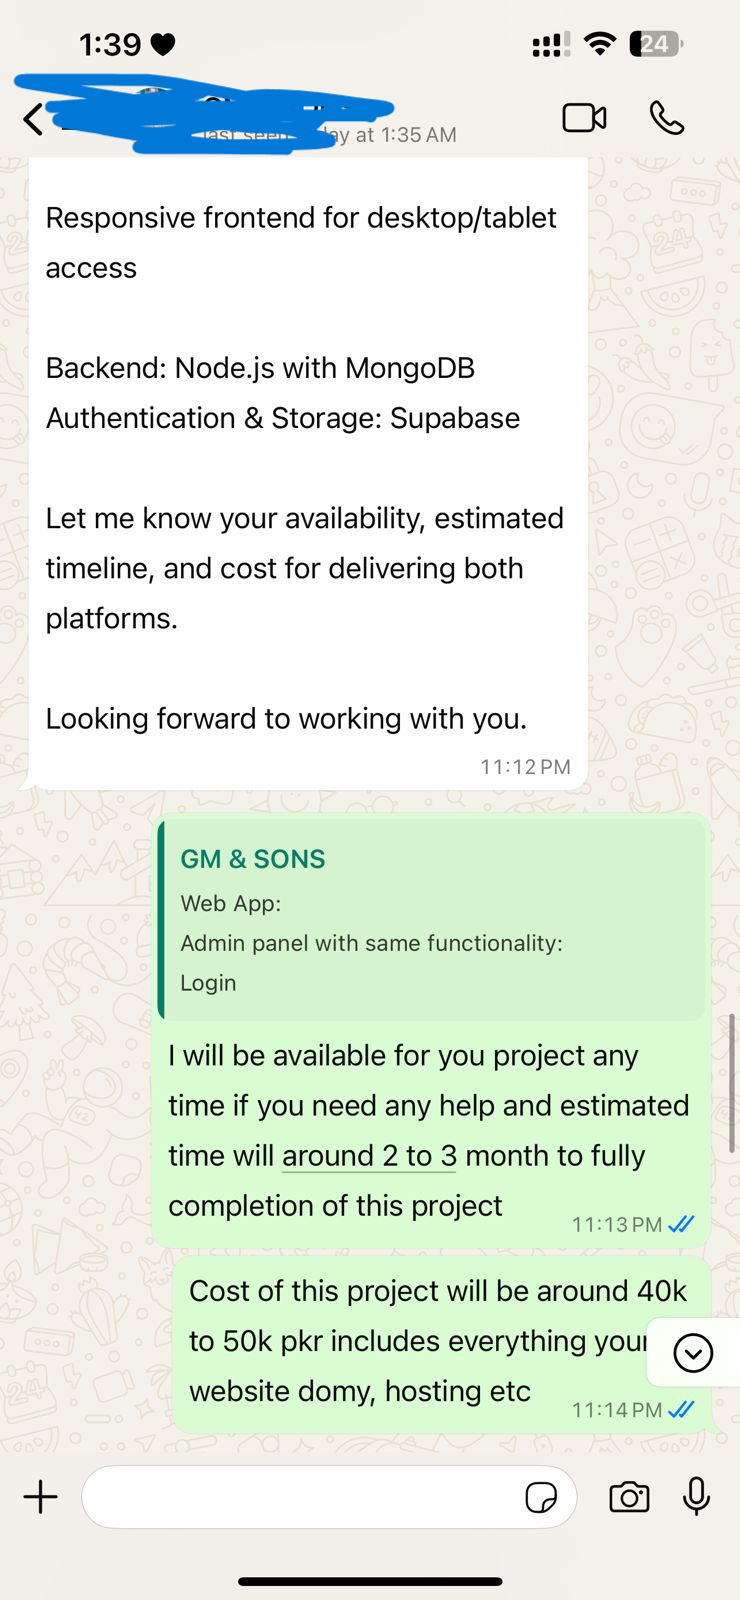 1:39
24
last seen
ay at 1:35 AM
Responsive frontend for desktop/tablet
access
Backend: Node.js with MongoDB
Authentication & Storage: Supabase
Let me know your availability, estimated
timeline, and cost for delivering both
platforms.
Looking forward to working with you.
11:12 PM
GM & SONS
Web App:
Admin panel with same functionality:
Login
I will be available for you project any
time if you need any help and estimated
time will around 2 to 3 month to fully
completion of this project
11:13 PM
Cost of this project will be around 40k
to 50k pkr includes everything your
website domy, hosting etc
11:14 PM